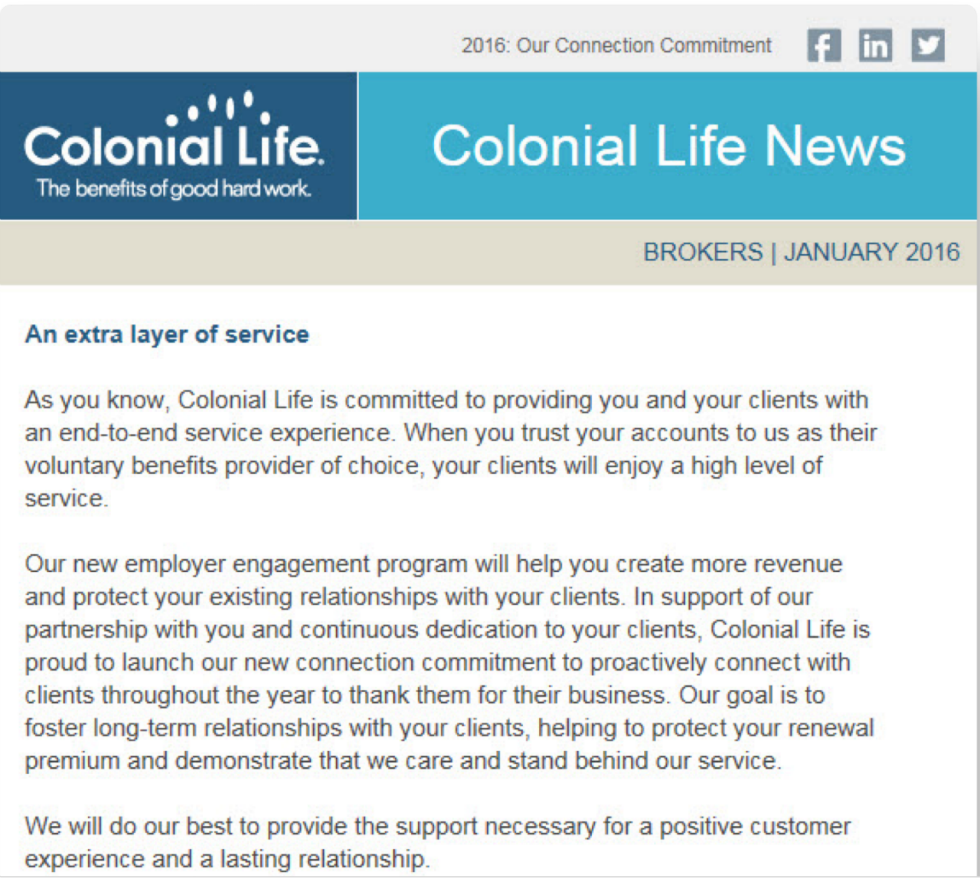 2016: Our Connection Commitment
Colonial Life.
The benefits of good hard work.
Colonial Life News
BROKERS | JANUARY 2016
An extra layer of service
As you know, Colonial Life is committed to providing you and your clients with
an end-to-end service experience. When you trust your accounts to us as their
voluntary benefits provider of choice, your clients will enjoy a high level of
service.
Our new employer engagement program will help you create more revenue
and protect your existing relationships with your clients. In support of our
partnership with you and continuous dedication to your clients, Colonial Life is
proud to launch our new connection commitment to proactively connect with
clients throughout the year to thank them for their business. Our goal is to
foster long-term relationships with your clients, helping to protect your renewal
premium and demonstrate that we care and stand behind our service.
We will do our best to provide the support necessary for a positive customer
experience and a lasting relationship.